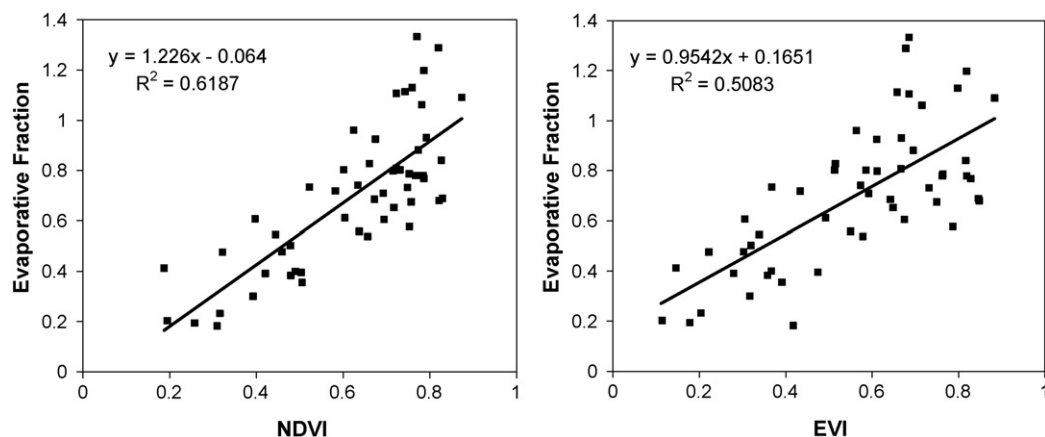 Evaporative Fraction
1.4
1.2
1
0.8
0.6
0.4
0.2
0
y = 1.226x - 0.064
R² = 0.6187
0 0.2 0.4 0.6 0.8 1
NDVI
Evaporative Fraction
1.4
1.2
1
0.8
0.6
0.4
0.2
0
y = 0.9542x + 0.1651
R² = 0.5083
0 0.2 0.4 0.6 0.8 1
EVI